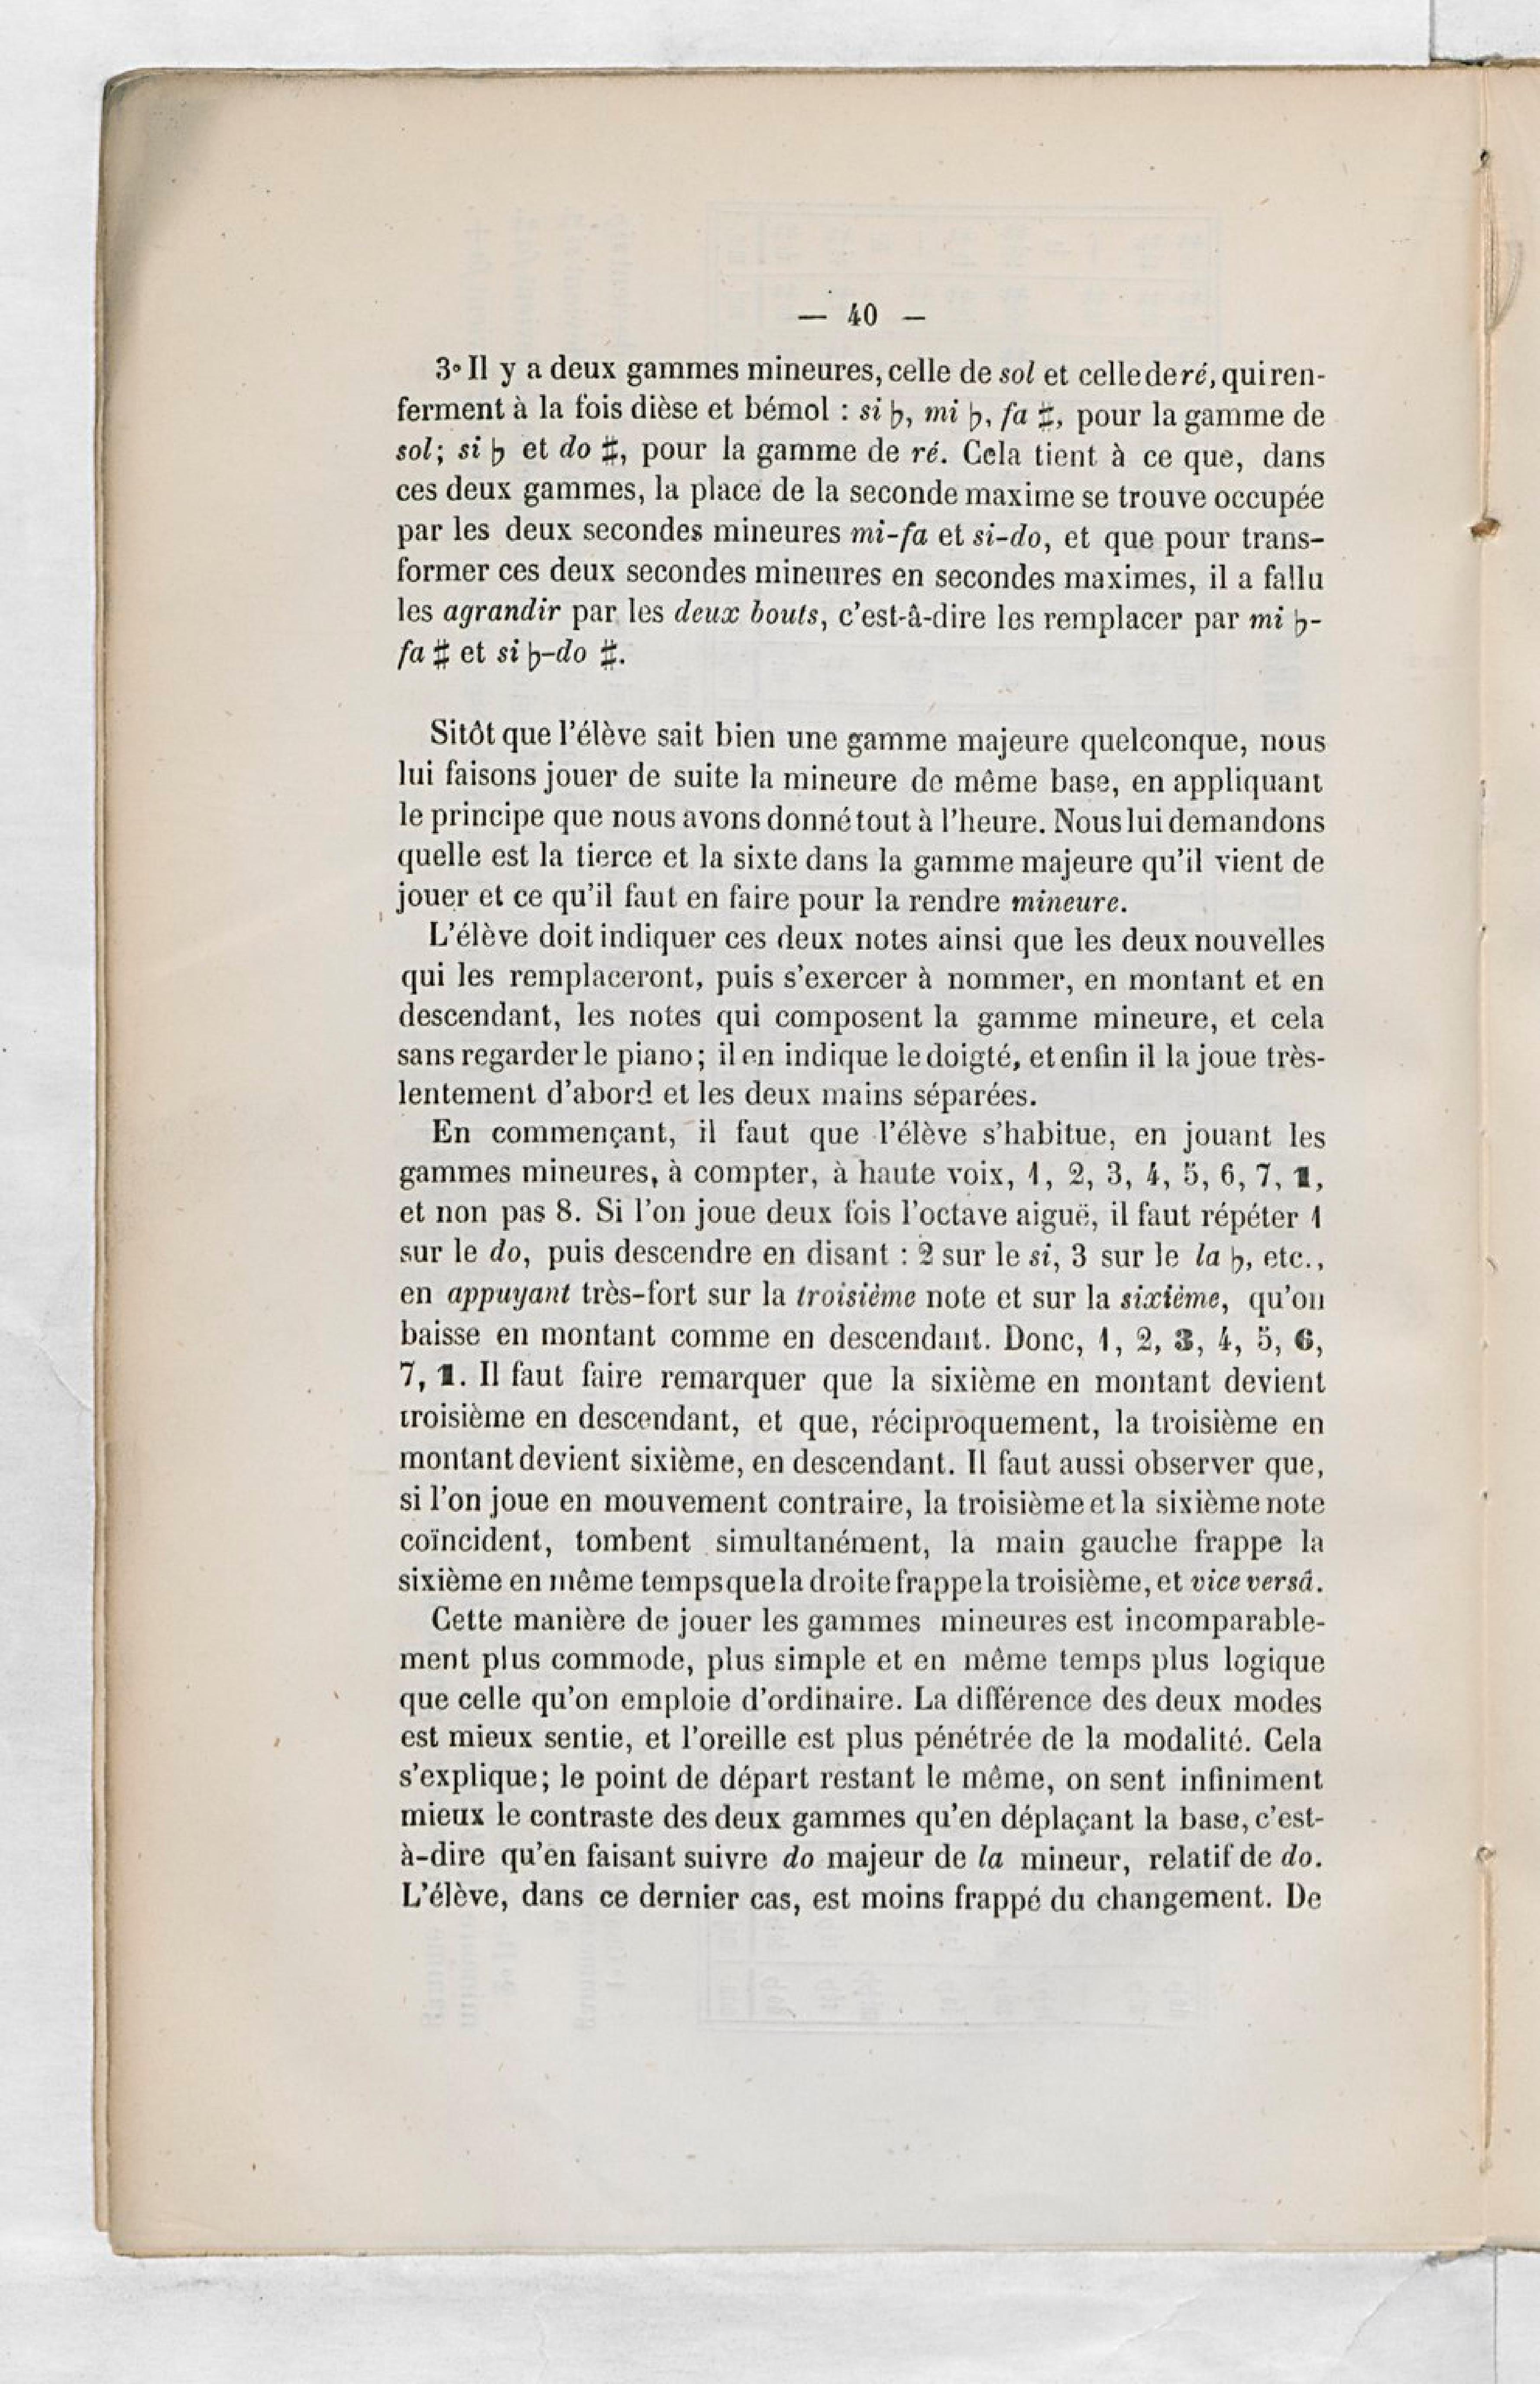 — 40 —
3° Il y a deux gammes mineures, celle de sol et celle de ré, qui ren-
ferment à la fois dièse et bémol : si ♭, mi ♭, fa ♯, pour la gamme de
sol; si ♭ et do ♯, pour la gamme de ré. Cela tient à ce que, dans
ces deux gammes, la place de la seconde maxime se trouve occupée
par les deux secondes mineures mi-fa et si-do, et que pour trans-
former ces deux secondes mineures en secondes maximes, il a fallu
les agrandir par les deux bouts, c'est-â-dire les remplacer par mi ♭-
fa ♯ et si ♭-do ♯.
Sitôt que l'élève sait bien une gamme majeure quelconque, nous
lui faisons jouer de suite la mineure de même base, en appliquant
le principe que nous avons donné tout à l'heure. Nous lui demandons
quelle est la tierce et la sixte dans la gamme majeure qu'il vient de
jouer et ce qu'il faut en faire pour la rendre mineure.
L'élève doit indiquer ces deux notes ainsi que les deux nouvelles
qui les remplaceront, puis s'exercer à nommer, en montant et en
descendant, les notes qui composent la gamme mineure, et cela
sans regarder le piano; il en indique le doigté, et enfin il la joue très-
lentement d'abord et les deux mains séparées.
En commençant, il faut que l'élève s'habitue, en jouant les
gammes mineures, à compter, à haute voix, 1, 2, 3, 4, 5, 6, 7, 1,
et non pas 8. Si l'on joue deux fois l'octave aiguë, il faut répéter 1
sur le do, puis descendre en disant : 2 sur le si, 3 sur le la ♭, etc.,
en appuyant très-fort sur la troisième note et sur la sixième, qu'on
baisse en montant comme en descendant. Donc, 1, 2, 3, 4, 5, 6,
7, 1. Il faut faire remarquer que la sixième en montant devient
troisième en descendant, et que, réciproquement, la troisième en
montant devient sixième, en descendant. Il faut aussi observer que,
si l'on joue en mouvement contraire, la troisième et la sixième note
coïncident, tombent simultanément, la main gauche frappe la
sixième en même temps que la droite frappe la troisième, et vice versâ.
Cette manière de jouer les gammes mineures est incomparable-
ment plus commode, plus simple et en même temps plus logique
que celle qu'on emploie d'ordinaire. La différence des deux modes
est mieux sentie, et l'oreille est plus pénétrée de la modalité. Cela
s'explique; le point de départ restant le même, on sent infiniment
mieux le contraste des deux gammes qu'en déplaçant la base, c'est-
à-dire qu'en faisant suivre do majeur de la mineur, relatif de do.
L'élève, dans ce dernier cas, est moins frappé du changement. De